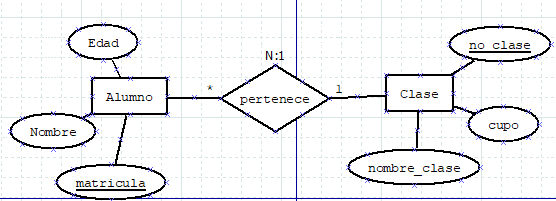 Edad
no_clase
N:1
Alumno
*
pertenece
1
Clase
Nombre
cupo
matricula
nombre_clase